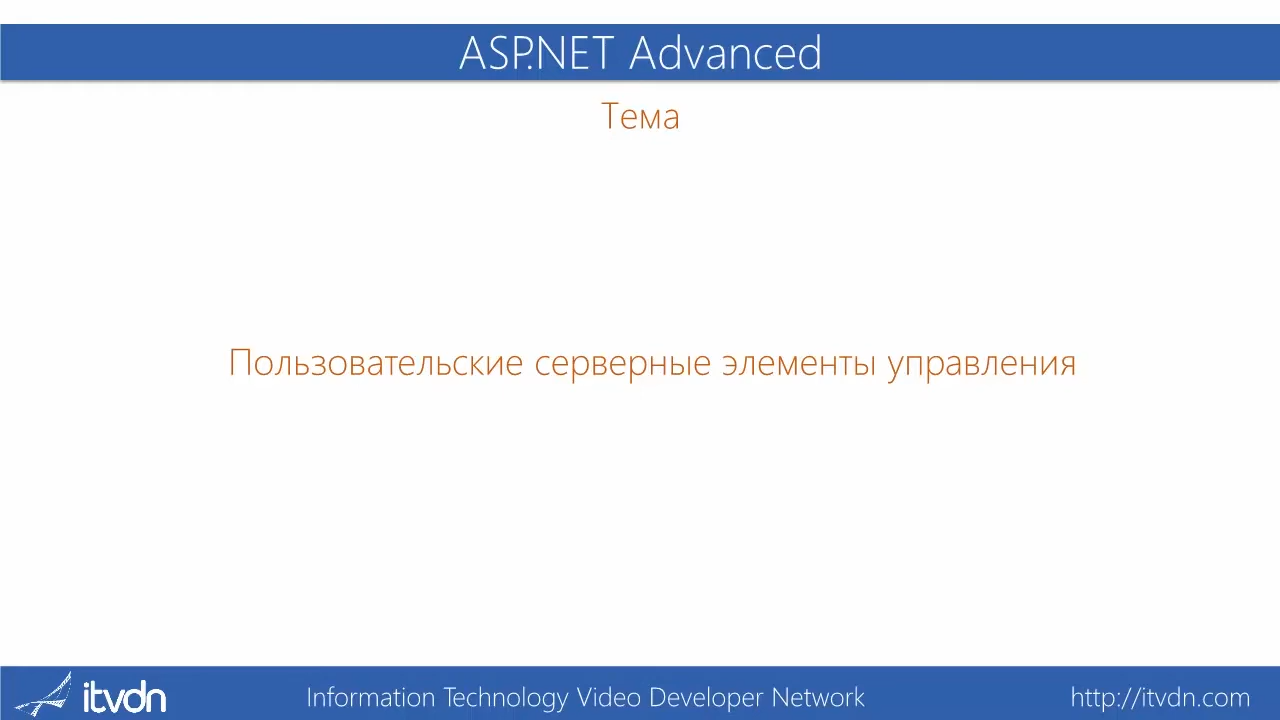 ASP.NET Advanced
Тема
Пользовательские серверные элементы управления
itvdn
Information Technology Video Developer Network
http://itvdn.com